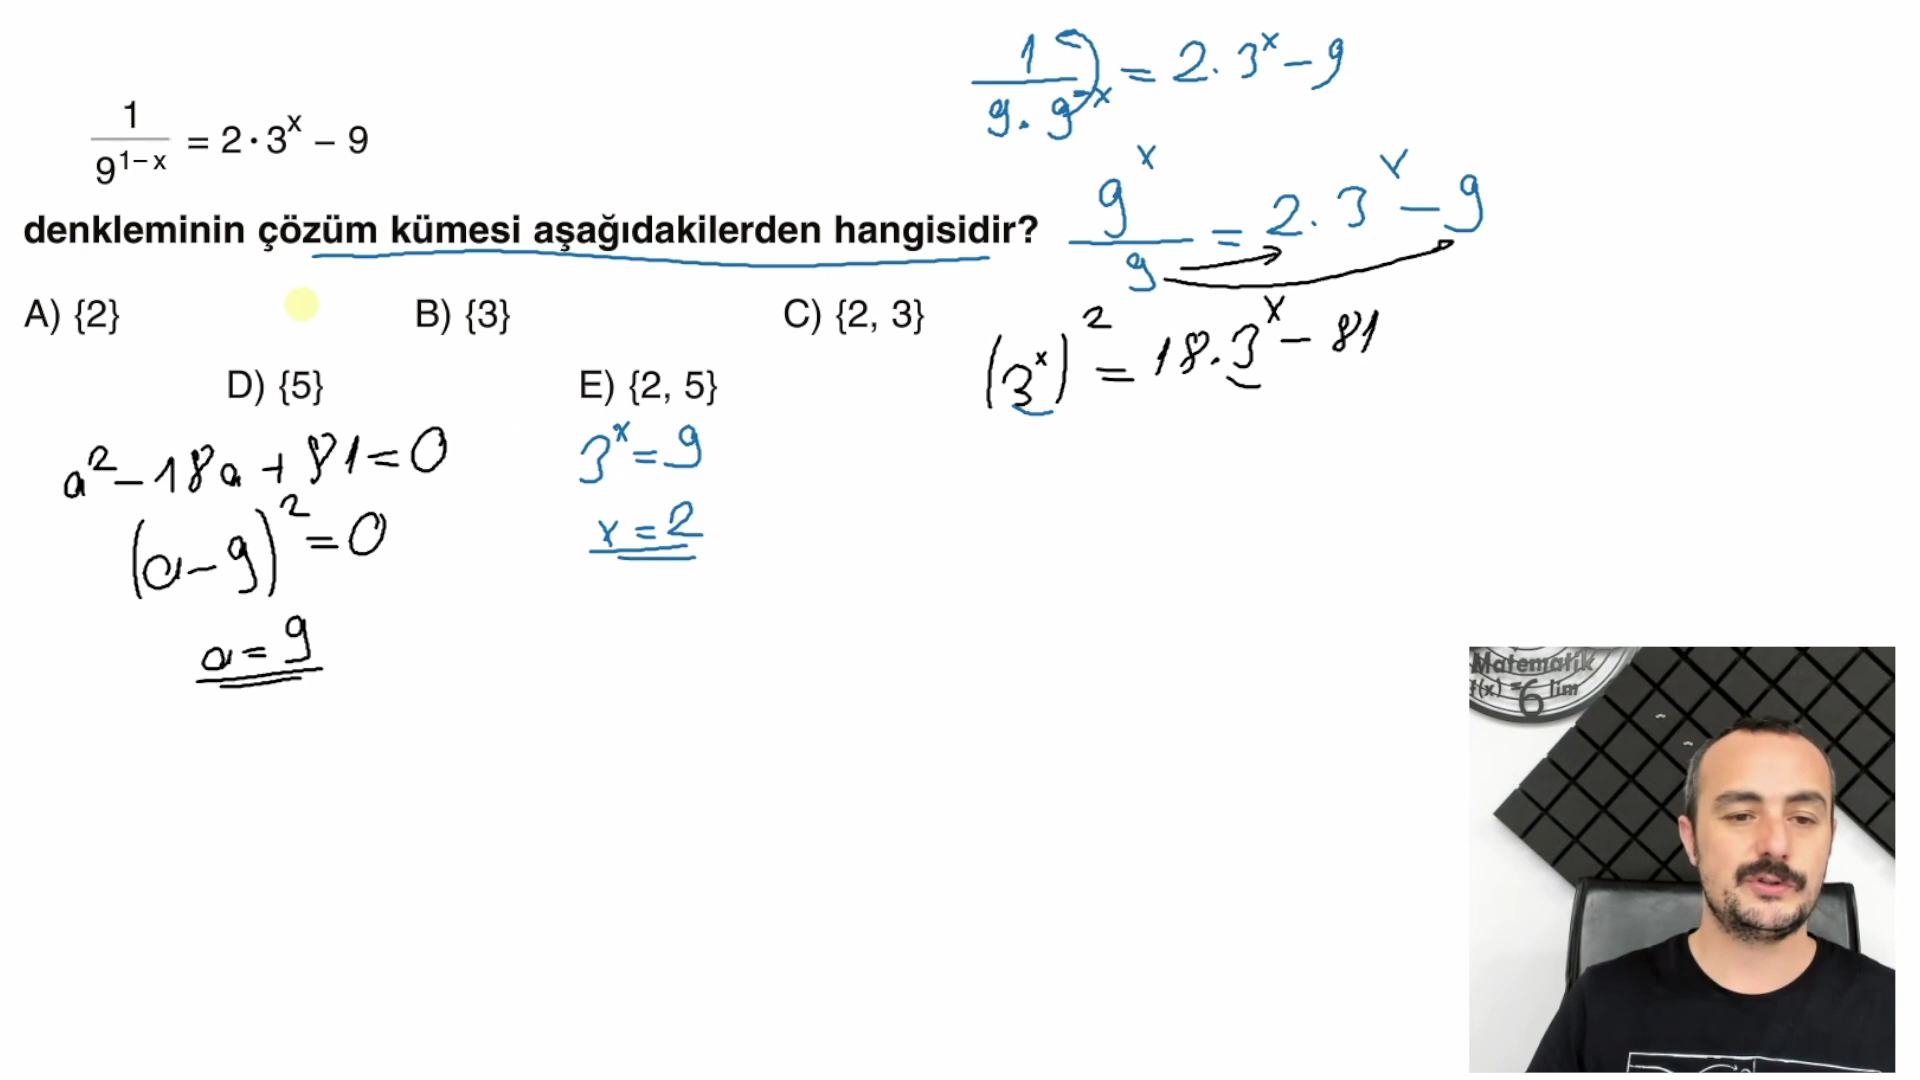 1/9^(1-x) = 2·3^x − 9
denkleminin çözüm kümesi aşağıdakilerden hangisidir?
A) {2} B) {3} C) {2, 3}
D) {5} E) {2, 5}
1/(9·9^(-x)) = 2·3^x − 9
9^x/9 = 2·3^x − 9
(3^x)^2 = 18·3^x − 81
a^2 − 18a + 81 = 0
(a − 9)^2 = 0
a = 9
3^x = 9
x = 2
Matematik
f(x) = 6 lim